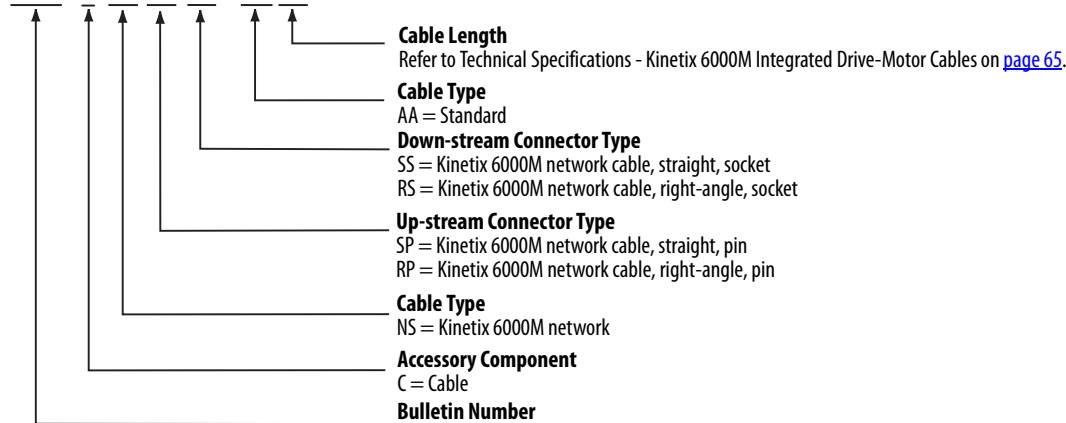 Cable Length
Refer to Technical Specifications - Kinetix 6000M Integrated Drive-Motor Cables on page 65.
Cable Type
AA = Standard
Down-stream Connector Type
SS = Kinetix 6000M network cable, straight, socket
RS = Kinetix 6000M network cable, right-angle, socket
Up-stream Connector Type
SP = Kinetix 6000M network cable, straight, pin
RP = Kinetix 6000M network cable, right-angle, pin
Cable Type
NS = Kinetix 6000M network
Accessory Component
C = Cable
Bulletin Number